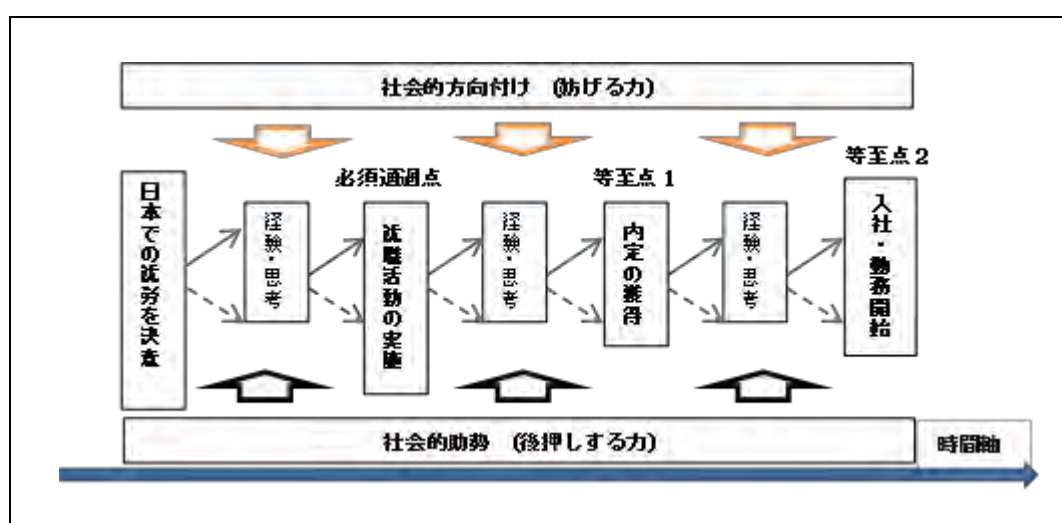 社会的方向付け (妨げる力)
必須通過点
等至点 1
等至点 2
日本での就労を決意
経験・思考
就職活動の実施
経験・思考
内定の獲得
経験・思考
入社・勤務開始
社会的助勢 (後押しする力)
時間軸